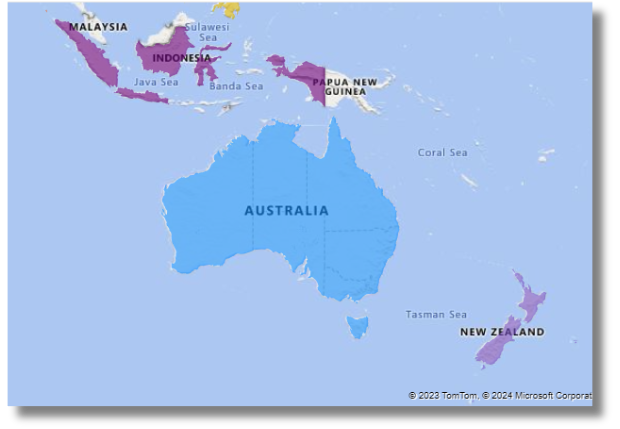 MALAYSIA
Sulawesi
Sea
INDONESIA
Java Sea
Banda Sea
PAPUA NEW
GUINEA
Coral Sea
AUSTRALIA
Tasman Sea
NEW ZEALAND
© 2023 TomTom, © 2024 Microsoft Corporat